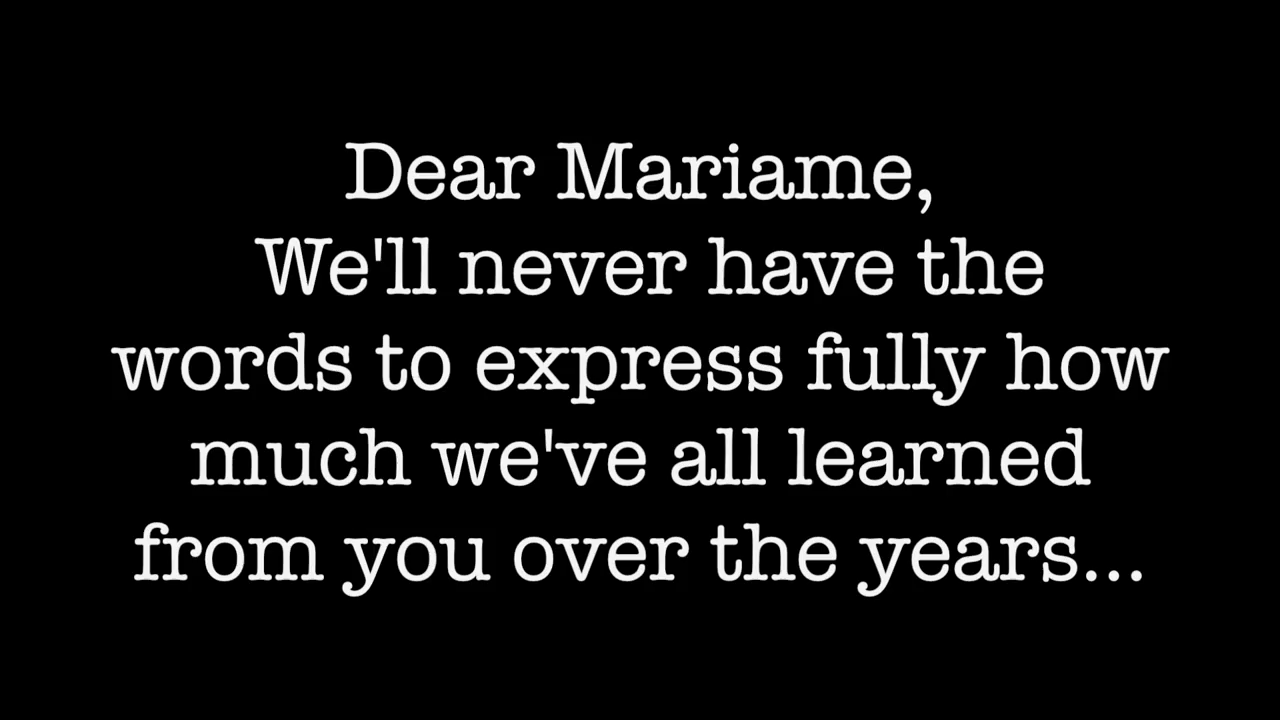 Dear Mariame,
We'll never have the
words to express fully how
much we've all learned
from you over the years...